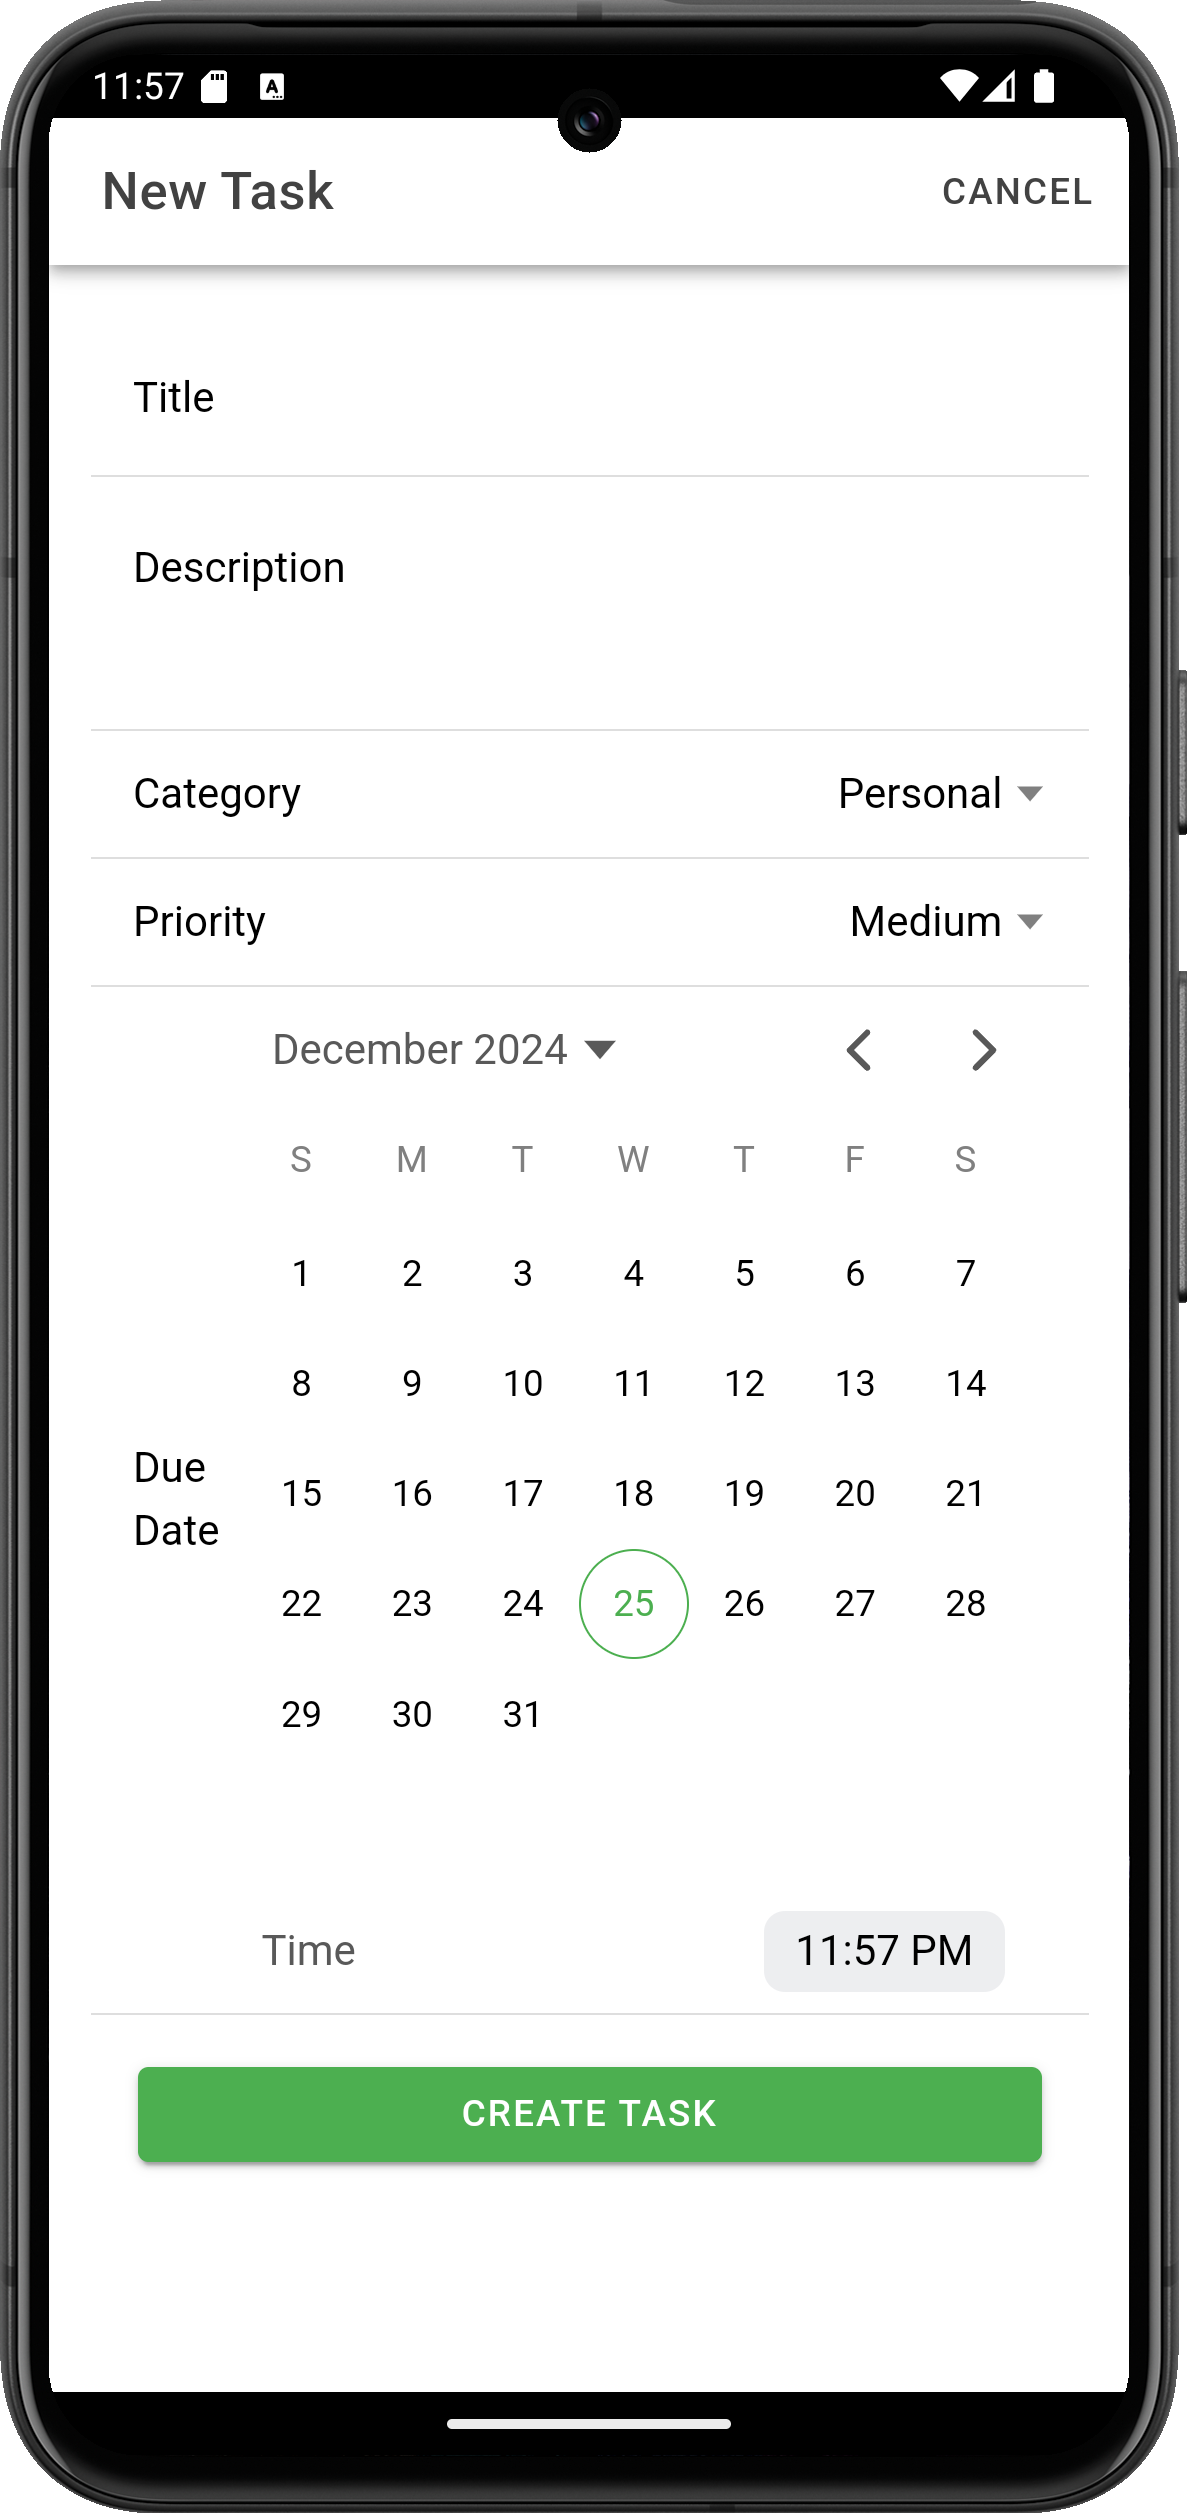 11:57
New Task
CANCEL
Title
Description
Category Personal
Priority Medium
December 2024
S M T W T F S
1 2 3 4 5 6 7
8 9 10 11 12 13 14
Due Date
15 16 17 18 19 20 21
22 23 24 25 26 27 28
29 30 31
Time 11:57 PM
CREATE TASK